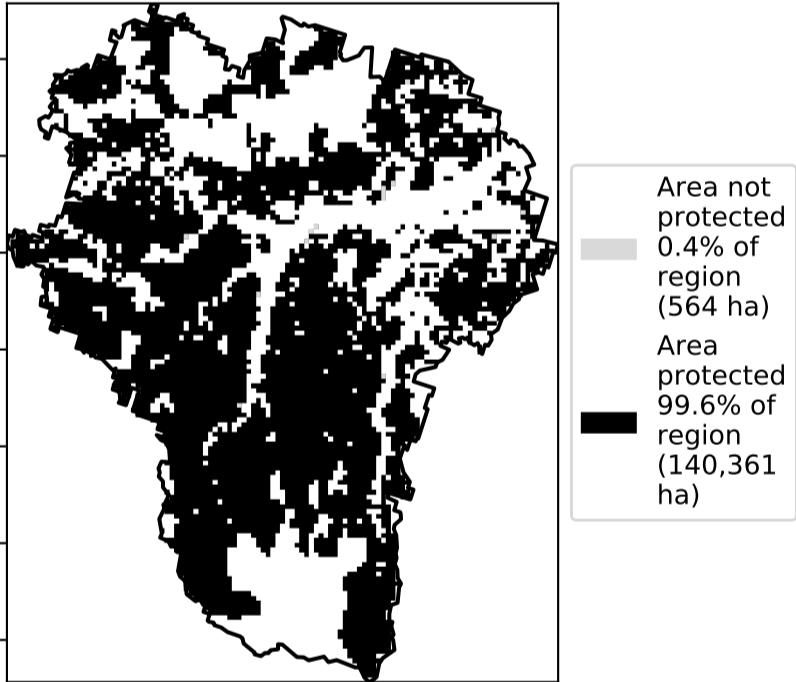 Area not
protected
0.4% of
region
(564 ha)
Area
protected
99.6% of
region
(140,361
ha)